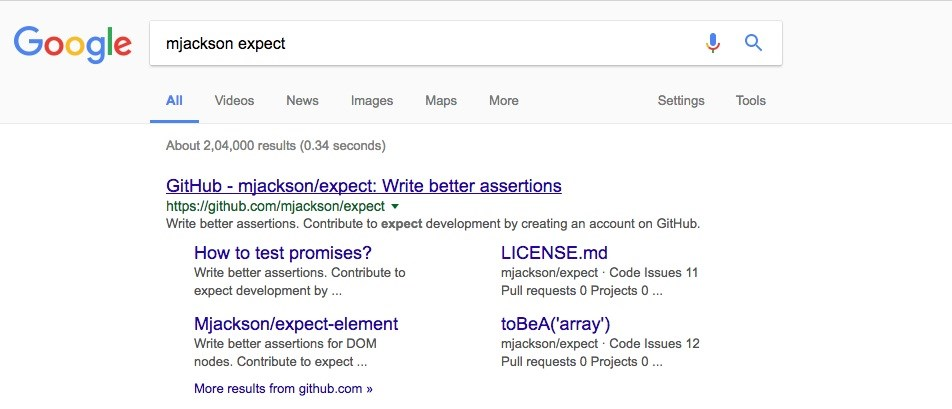 Google
mjackson expect
All Videos News Images Maps More Settings Tools
About 2,04,000 results (0.34 seconds)
GitHub - mjackson/expect: Write better assertions
https://github.com/mjackson/expect
Write better assertions. Contribute to expect development by creating an account on GitHub.
How to test promises?
Write better assertions. Contribute to
expect development by ...
LICENSE.md
mjackson/expect · Code Issues 11
Pull requests 0 Projects 0 ...
Mjackson/expect-element
Write better assertions for DOM
nodes. Contribute to expect ...
toBeA('array')
mjackson/expect · Code Issues 12
Pull requests 0 Projects 0 ...
More results from github.com »